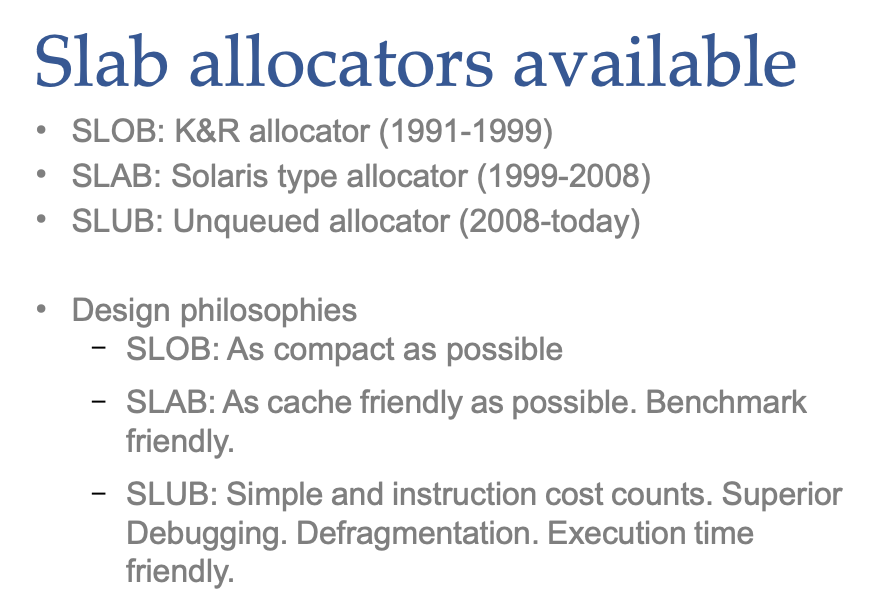 Slab allocators available
• SLOB: K&R allocator (1991-1999)
• SLAB: Solaris type allocator (1999-2008)
• SLUB: Unqueued allocator (2008-today)
• Design philosophies
– SLOB: As compact as possible
– SLAB: As cache friendly as possible. Benchmark
friendly.
– SLUB: Simple and instruction cost counts. Superior
Debugging. Defragmentation. Execution time
friendly.